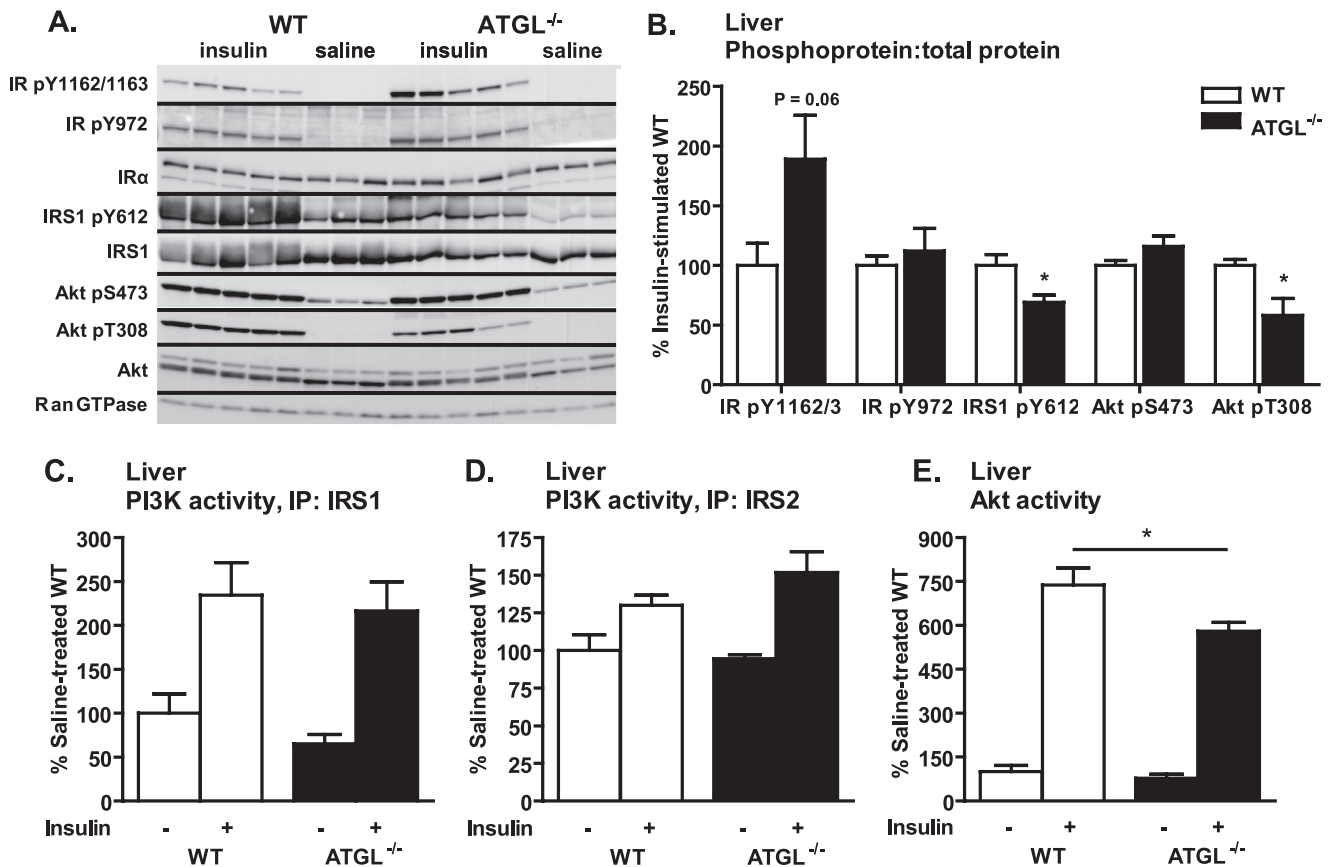 A.
WT
ATGL-/-
insulin saline insulin saline
IR pY1162/1163
IR pY972
IRα
IRS1 pY612
IRS1
Akt pS473
Akt pT308
Akt
Ran GTPase
B.
Liver
Phosphoprotein:total protein
% Insulin-stimulated WT
250
200
150
100
50
0
P = 0.06
*
*
WT
ATGL-/-
IR pY1162/3 IR pY972 IRS1 pY612 Akt pS473 Akt pT308
C.
Liver
PI3K activity, IP: IRS1
% Saline-treated WT
300
250
200
150
100
50
0
Insulin - + - +
WT ATGL-/-
D.
Liver
PI3K activity, IP: IRS2
% Saline-treated WT
175
150
125
100
75
50
25
0
Insulin - + - +
WT ATGL-/-
E.
Liver
Akt activity
% Saline-treated WT
900
750
600
450
300
150
0
*
Insulin - + - +
WT ATGL-/-